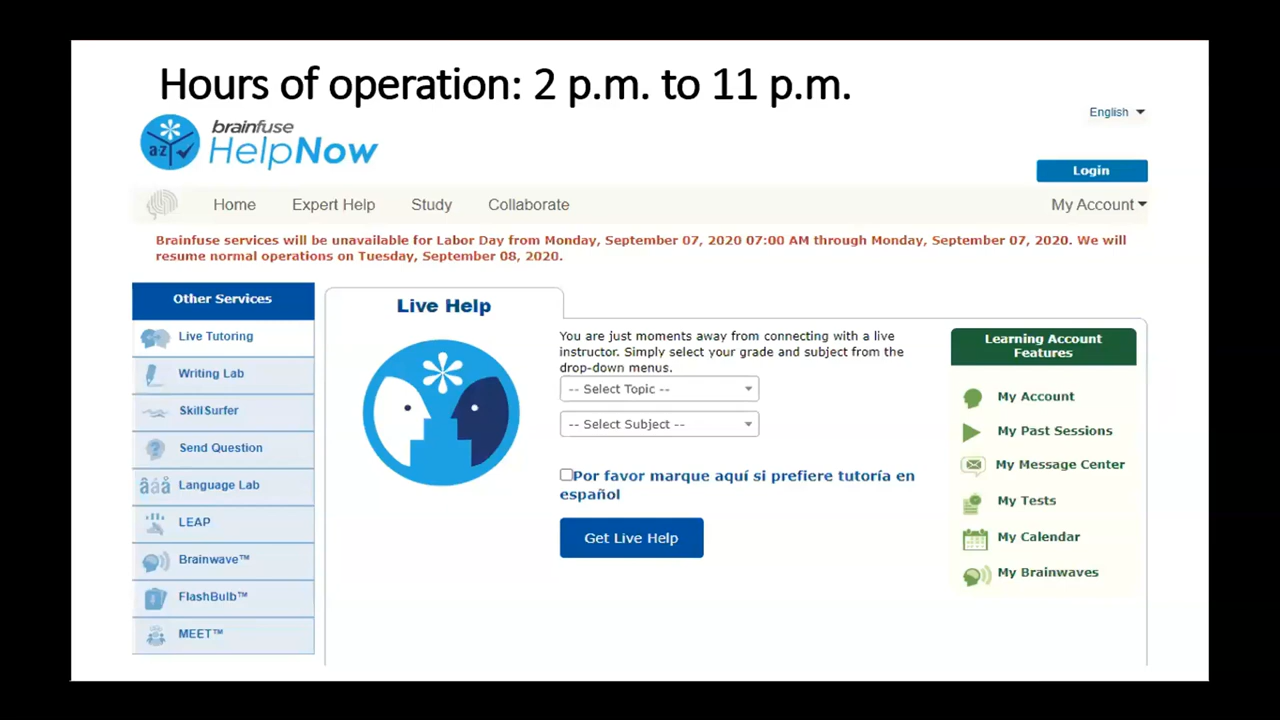 Hours of operation: 2 p.m. to 11 p.m.
English
a-z
brainfuse
HelpNow
Login
Home
Expert Help
Study
Collaborate
My Account
Brainfuse services will be unavailable for Labor Day from Monday, September 07, 2020 07:00 AM through Monday, September 07, 2020. We will
resume normal operations on Tuesday, September 08, 2020.
Other Services
Live Tutoring
Writing Lab
SkillSurfer
Send Question
âáå
Language Lab
LEAP
Brainwave™
FlashBulb™
MEET™
Live Help
You are just moments away from connecting with a live
instructor. Simply select your grade and subject from the
drop-down menus.
-- Select Topic --
-- Select Subject --
Por favor marque aquí si prefiere tutoría en
español
Get Live Help
Learning Account
Features
My Account
My Past Sessions
My Message Center
My Tests
My Calendar
My Brainwaves